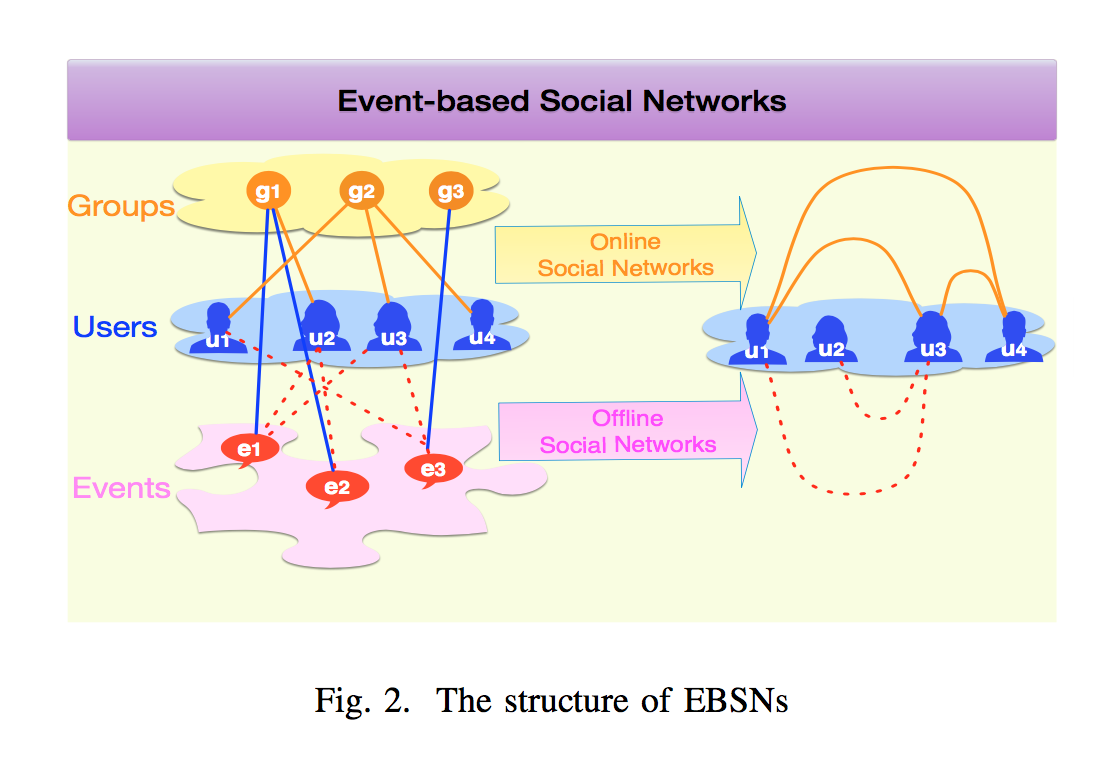 Event-based Social Networks
Groups
g1
g2
g3
Online
Social Networks
Users
u1
u2
u3
u4
u1
u2
u3
u4
Offline
Social Networks
Events
e1
e2
e3
Fig. 2. The structure of EBSNs